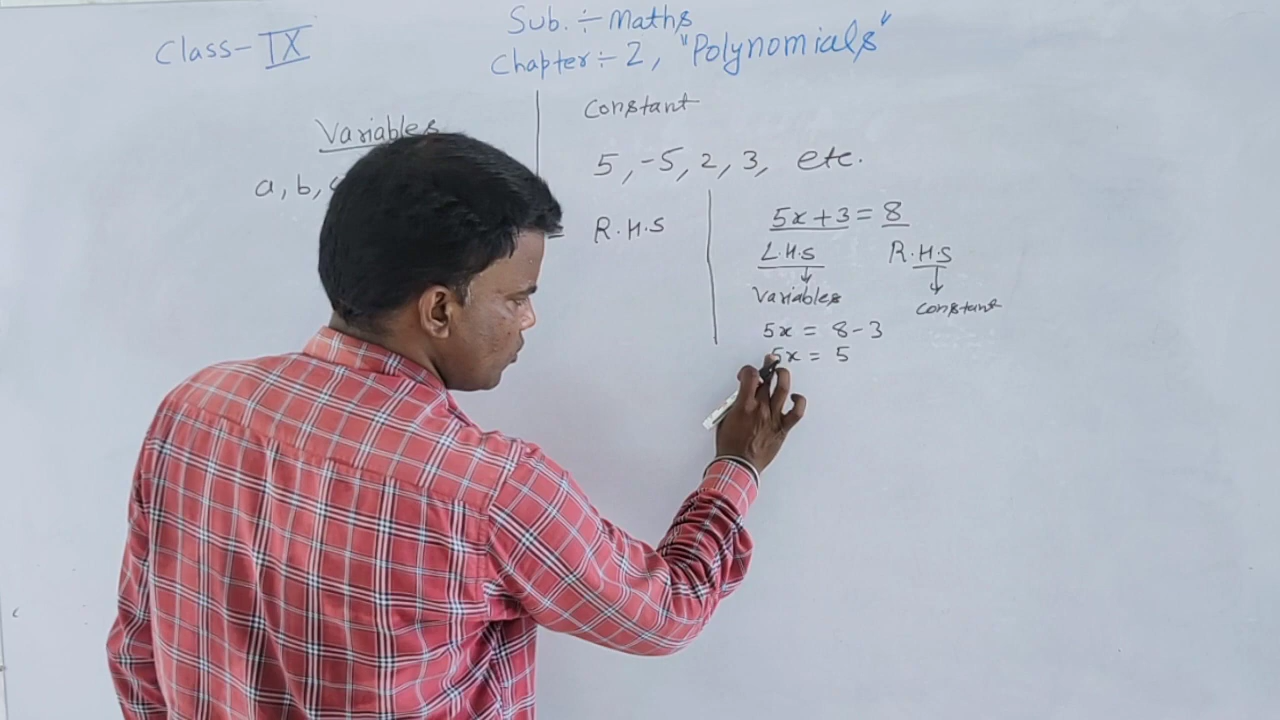 Class- IX
Sub. ÷ Maths
Chapter ÷ 2, "Polynomials"
Variables
a, b,
Constant
5, -5, 2, 3, etc.
= R.H.S
5x + 3 = 8
L.H.S R.H.S
Variables constant
5x = 8 - 3
5x = 5